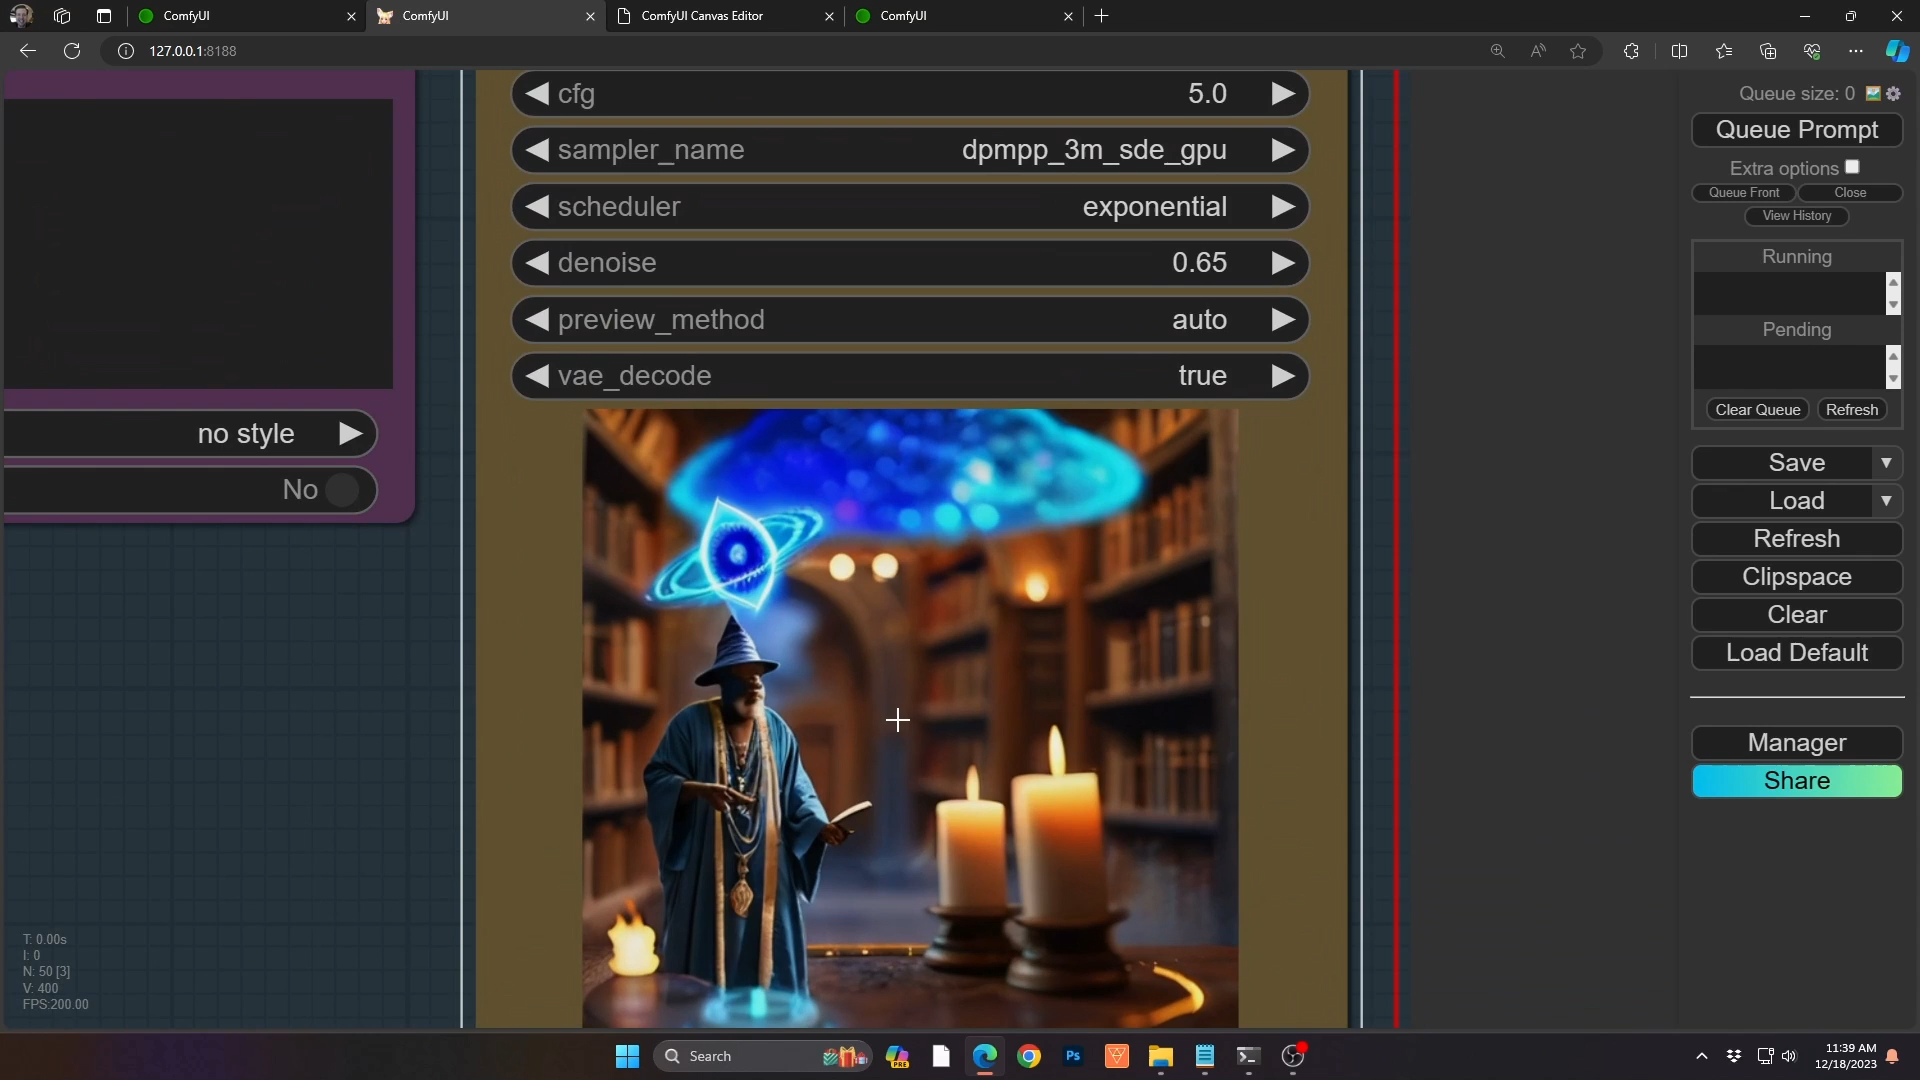 ComfyUI
ComfyUI
ComfyUI Canvas Editor
ComfyUI
127.0.0.1:8188
cfg 5.0
sampler_name dpmpp_3m_sde_gpu
scheduler exponential
denoise 0.65
preview_method auto
vae_decode true
no style
No
T: 0.00s
I: 0
N: 50 [3]
V: 400
FPS:200.00
Queue size: 0
Queue Prompt
Extra options
Queue Front Close
View History
Running
Pending
Clear Queue Refresh
Save
Load
Refresh
Clipspace
Clear
Load Default
Manager
Share
Search
PRE
Ps
11:39 AM
12/18/2023